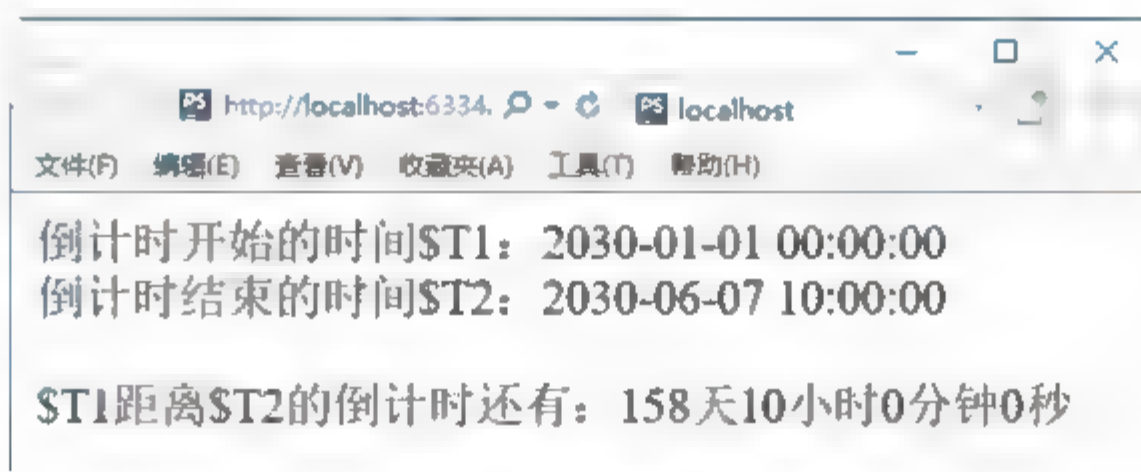 PS http://localhost:6334. PS localhost
文件(F) 编辑(E) 查看(V) 收藏夹(A) 工具(T) 帮助(H)
倒计时开始的时间$T1：2030-01-01 00:00:00
倒计时结束的时间$T2：2030-06-07 10:00:00
$T1距离$T2的倒计时还有：158天10小时0分钟0秒